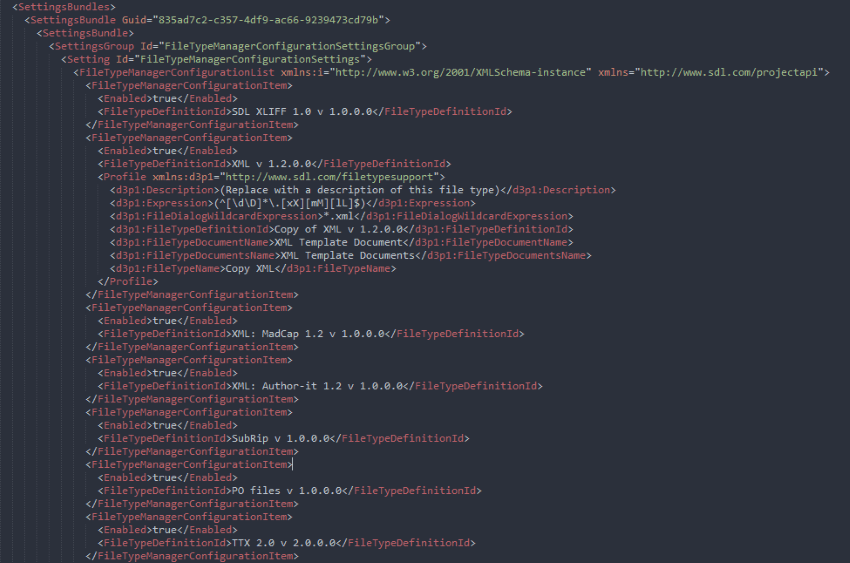 <SettingsBundles>
<SettingsBundle Guid="835ad7c2-c357-4df9-ac66-9239473cd79b">
<SettingsBundle>
<SettingsGroup Id="FileTypeManagerConfigurationSettingsGroup">
<Setting Id="FileTypeManagerConfigurationSettings">
<FileTypeManagerConfigurationList xmlns:i="http://www.w3.org/2001/XMLSchema-instance" xmlns="http://www.sdl.com/projectapi">
<FileTypeManagerConfigurationItem>
<Enabled>true</Enabled>
<FileTypeDefinitionId>SDL XLIFF 1.0 v 1.0.0.0</FileTypeDefinitionId>
</FileTypeManagerConfigurationItem>
<FileTypeManagerConfigurationItem>
<Enabled>true</Enabled>
<FileTypeDefinitionId>XML v 1.2.0.0</FileTypeDefinitionId>
<Profile xmlns:d3p1="http://www.sdl.com/filetypesupport">
<d3p1:Description>(Replace with a description of this file type)</d3p1:Description>
<d3p1:Expression>(^[\d\D]*\.[xX][mM][lL]$)</d3p1:Expression>
<d3p1:FileDialogWildcardExpression>*.xml</d3p1:FileDialogWildcardExpression>
<d3p1:FileTypeDefinitionId>Copy of XML v 1.2.0.0</d3p1:FileTypeDefinitionId>
<d3p1:FileTypeDocumentName>XML Template Document</d3p1:FileTypeDocumentName>
<d3p1:FileTypeDocumentsName>XML Template Documents</d3p1:FileTypeDocumentsName>
<d3p1:FileTypeName>Copy XML</d3p1:FileTypeName>
</Profile>
</FileTypeManagerConfigurationItem>
<FileTypeManagerConfigurationItem>
<Enabled>true</Enabled>
<FileTypeDefinitionId>XML: MadCap 1.2 v 1.0.0.0</FileTypeDefinitionId>
</FileTypeManagerConfigurationItem>
<FileTypeManagerConfigurationItem>
<Enabled>true</Enabled>
<FileTypeDefinitionId>XML: Author-it 1.2 v 1.0.0.0</FileTypeDefinitionId>
</FileTypeManagerConfigurationItem>
<FileTypeManagerConfigurationItem>
<Enabled>true</Enabled>
<FileTypeDefinitionId>SubRip v 1.0.0.0</FileTypeDefinitionId>
</FileTypeManagerConfigurationItem>
<FileTypeManagerConfigurationItem>
<Enabled>true</Enabled>
<FileTypeDefinitionId>PO files v 1.0.0.0</FileTypeDefinitionId>
</FileTypeManagerConfigurationItem>
<FileTypeManagerConfigurationItem>
<Enabled>true</Enabled>
<FileTypeDefinitionId>TTX 2.0 v 2.0.0.0</FileTypeDefinitionId>
</FileTypeManagerConfigurationItem>